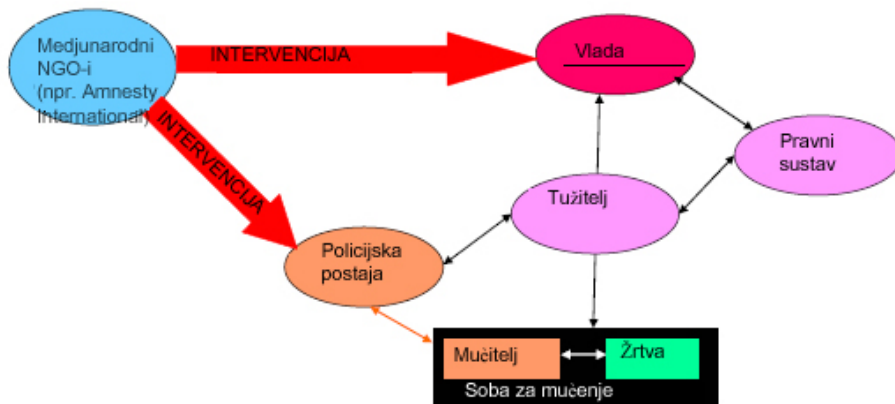 Medjunarodni
NGO-i
(npr. Amnesty
International)
INTERVENCIJA
Vlada
INTERVENCIJA
Pravni
sustav
Tužitelj
Policijska
postaja
Mučitelj
Žrtva
Soba za mučenje